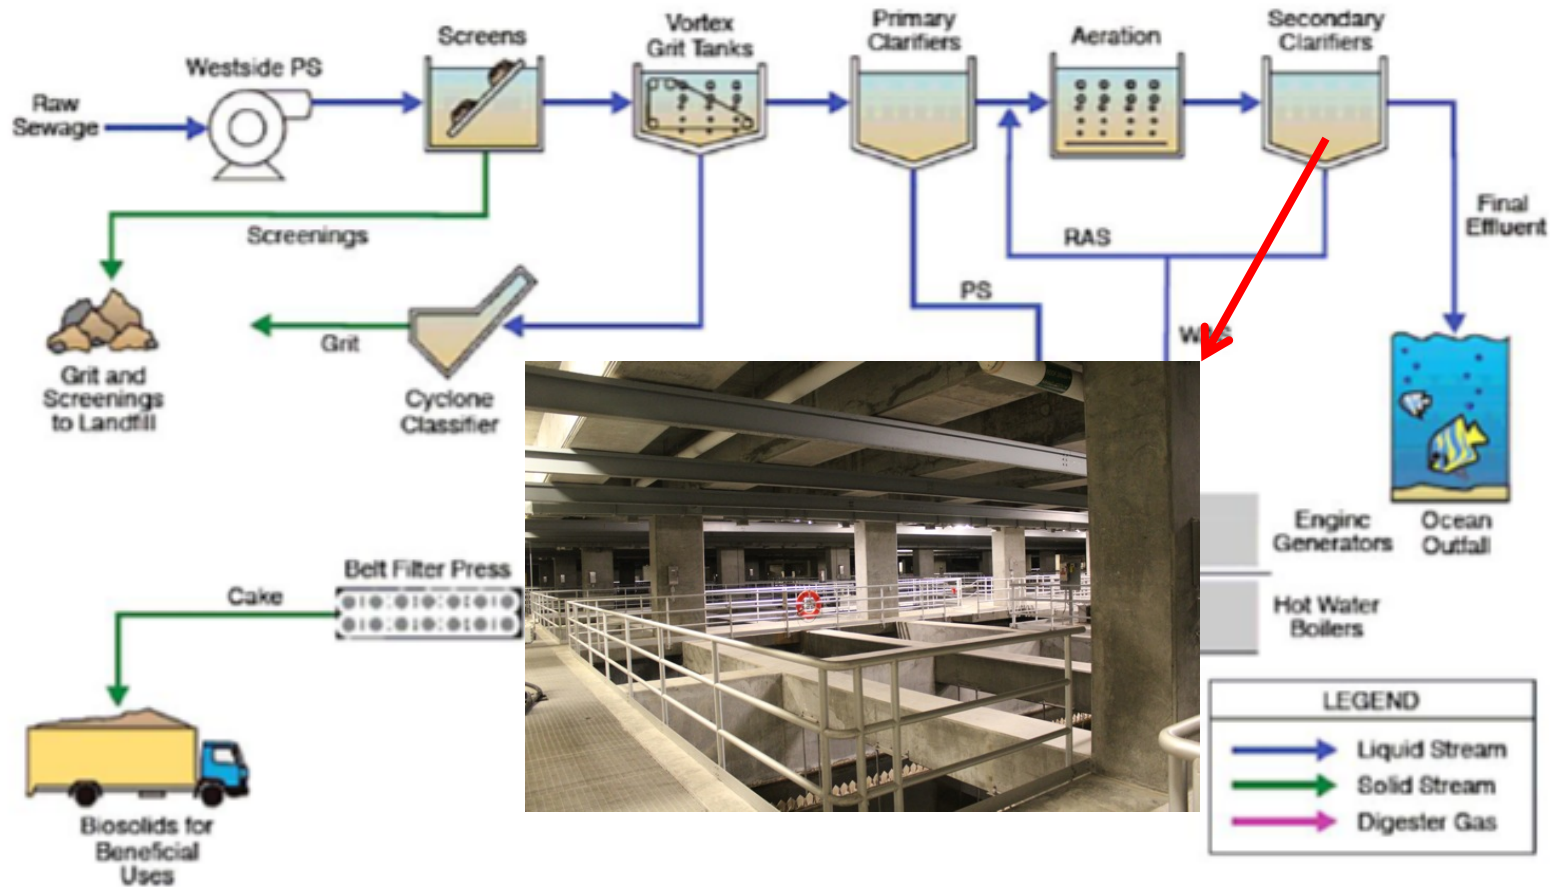 Raw
Sewage
Westside PS
Screens
Vortex
Grit Tanks
Primary
Clarifiers
Aeration
Secondary
Clarifiers
Screenings
RAS
Final
Effluent
PS
Grit
Grit and
Screenings
to Landfill
Cyclone
Classifier
Enginc
Generators
Ocean
Outfall
Belt Filter Press
Cake
Hot Water
Boilers
Biosolids for
Beneficial
Uses
LEGEND
Liquid Stream
Solid Stream
Digester Gas